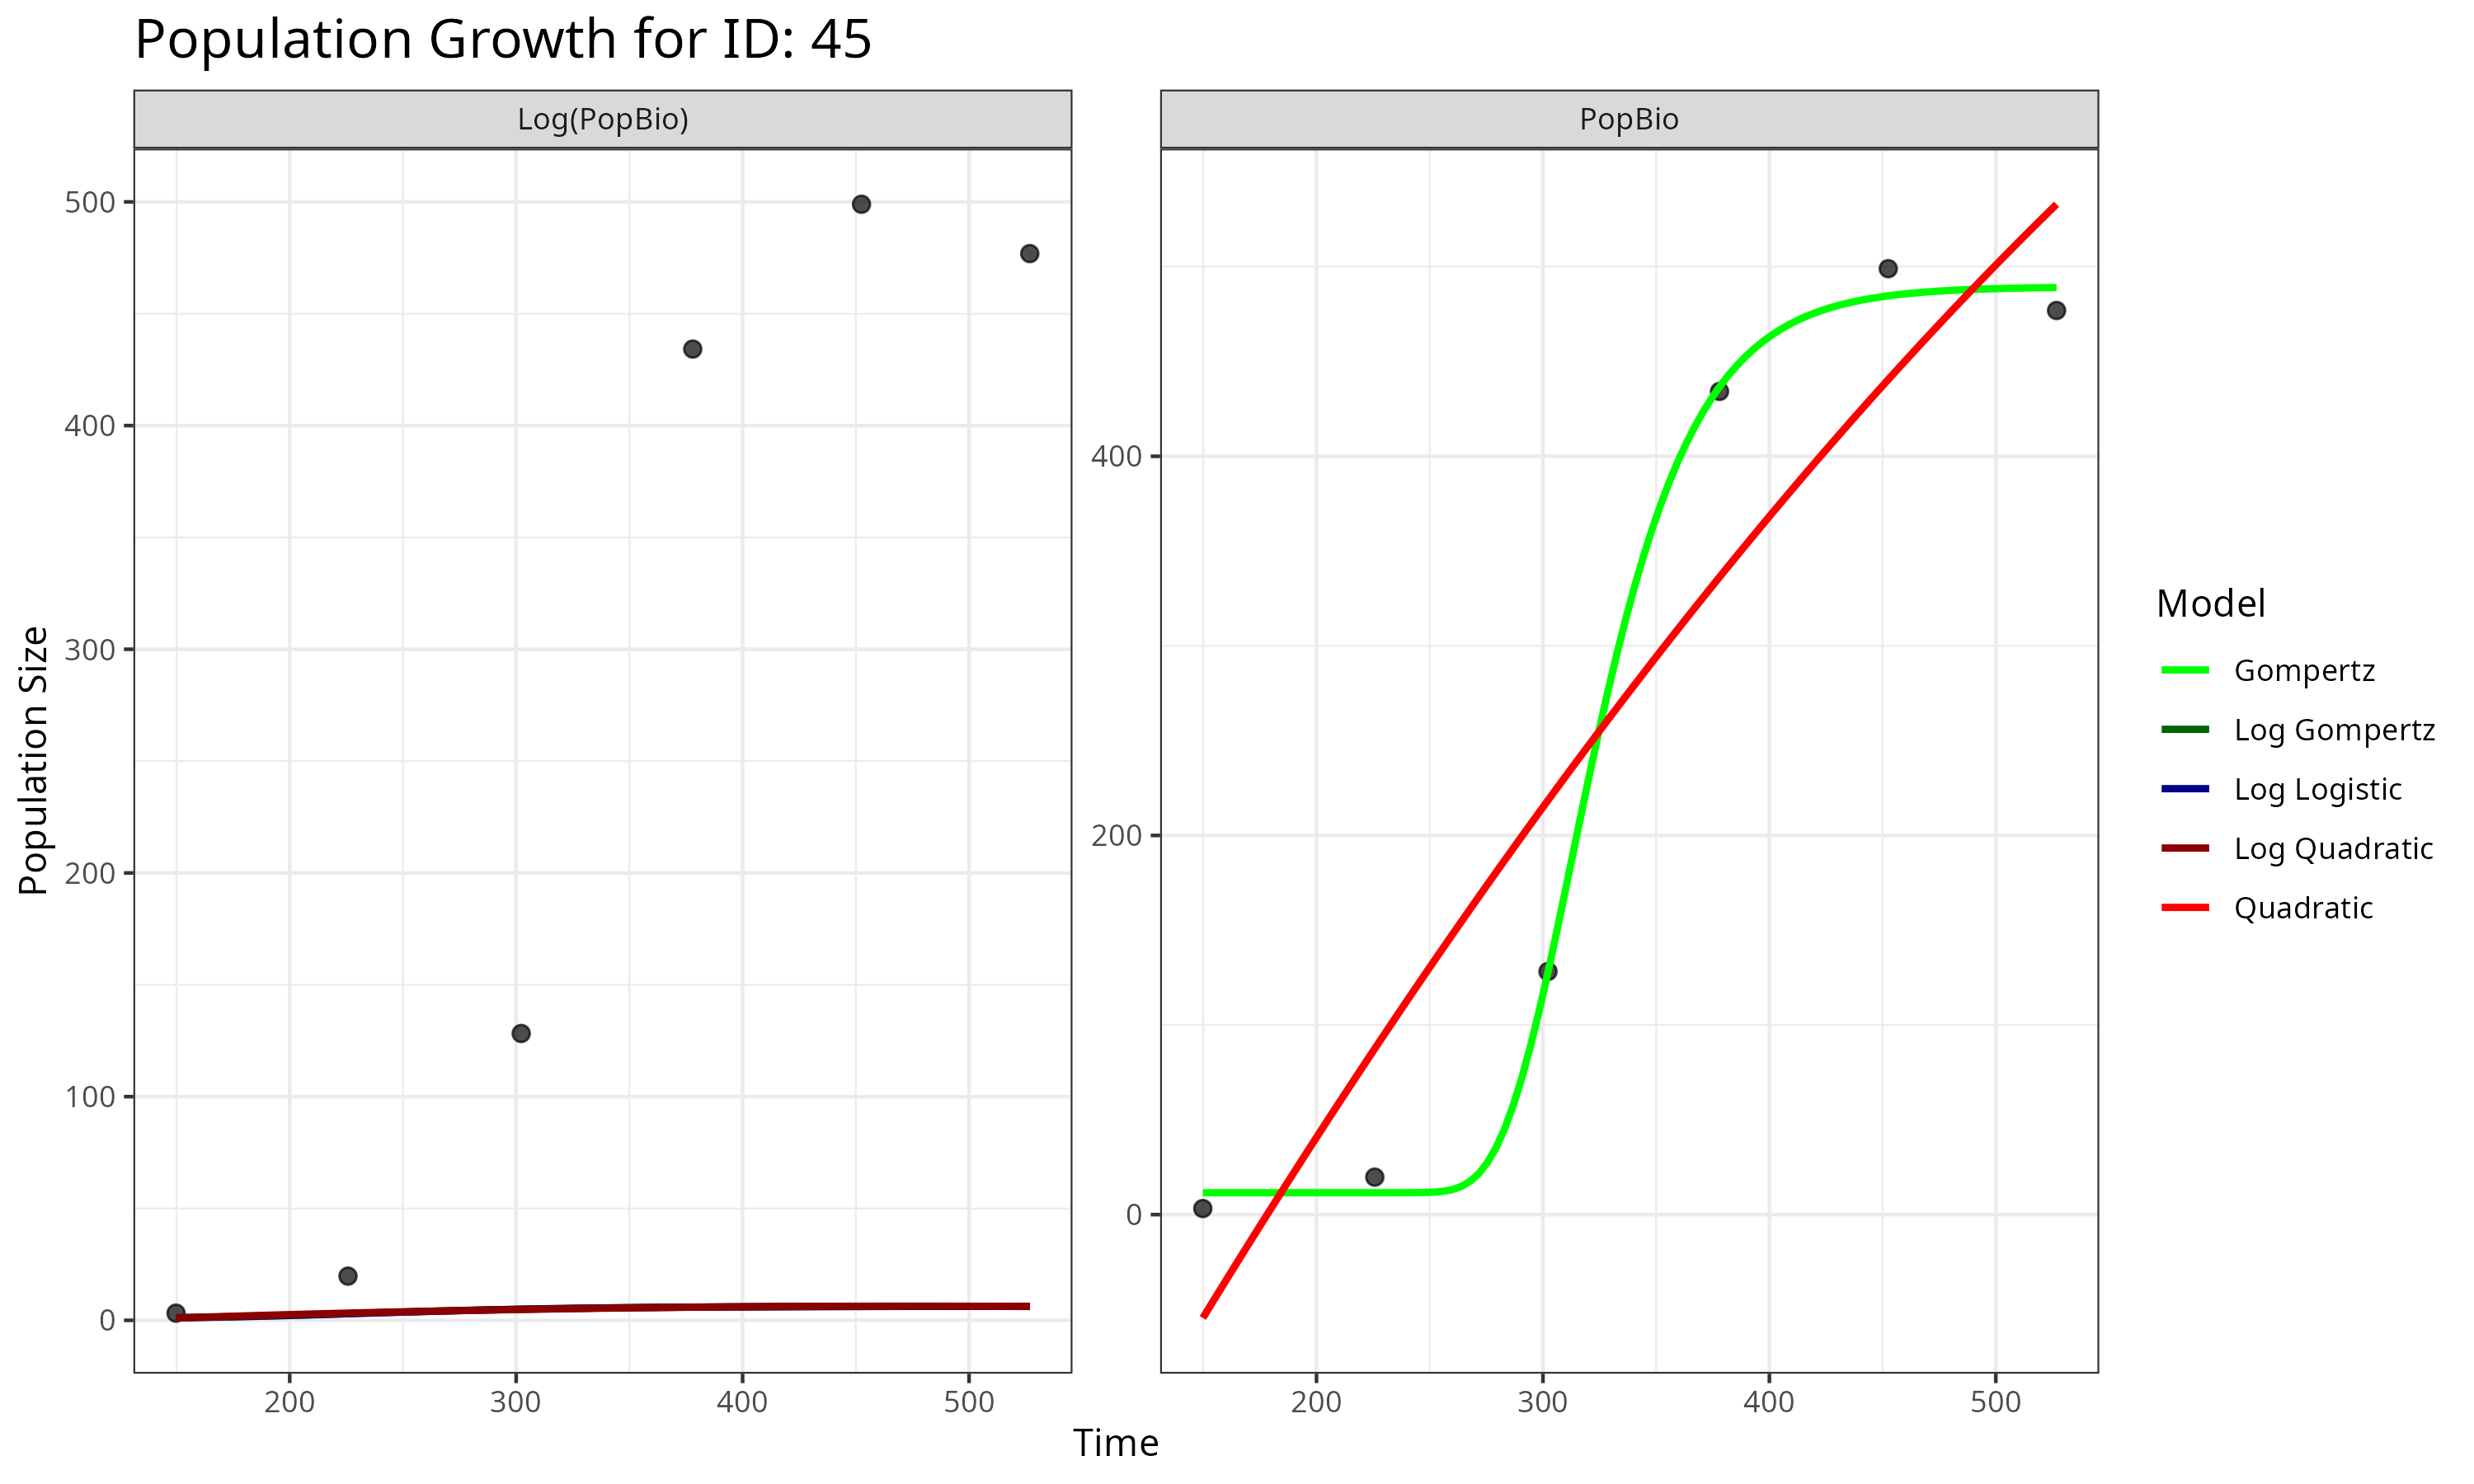 Population Growth for ID: 45
Log(PopBio)
PopBio
Population Size
500
400
300
200
100
0
400
200
0
200
300
400
500
200
300
400
500
Time
Model
Gompertz
Log Gompertz
Log Logistic
Log Quadratic
Quadratic